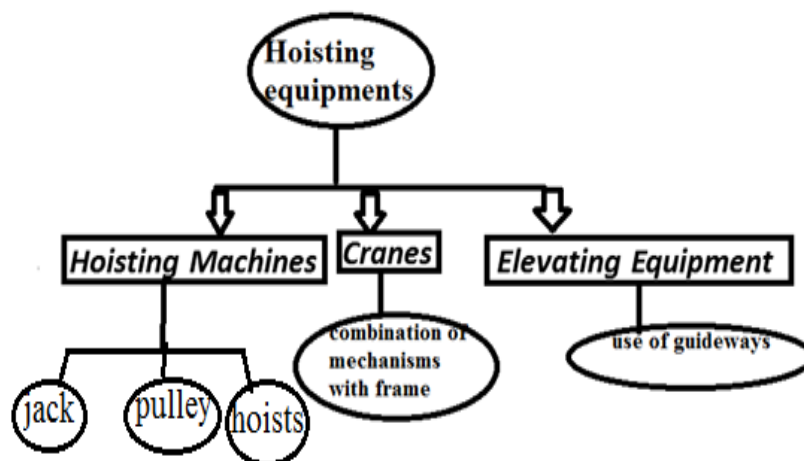 Hoisting
equipments
Hoisting Machines
Cranes
Elevating Equipment
combination of
mechanisms
with frame
use of guideways
jack
pulley
hoists